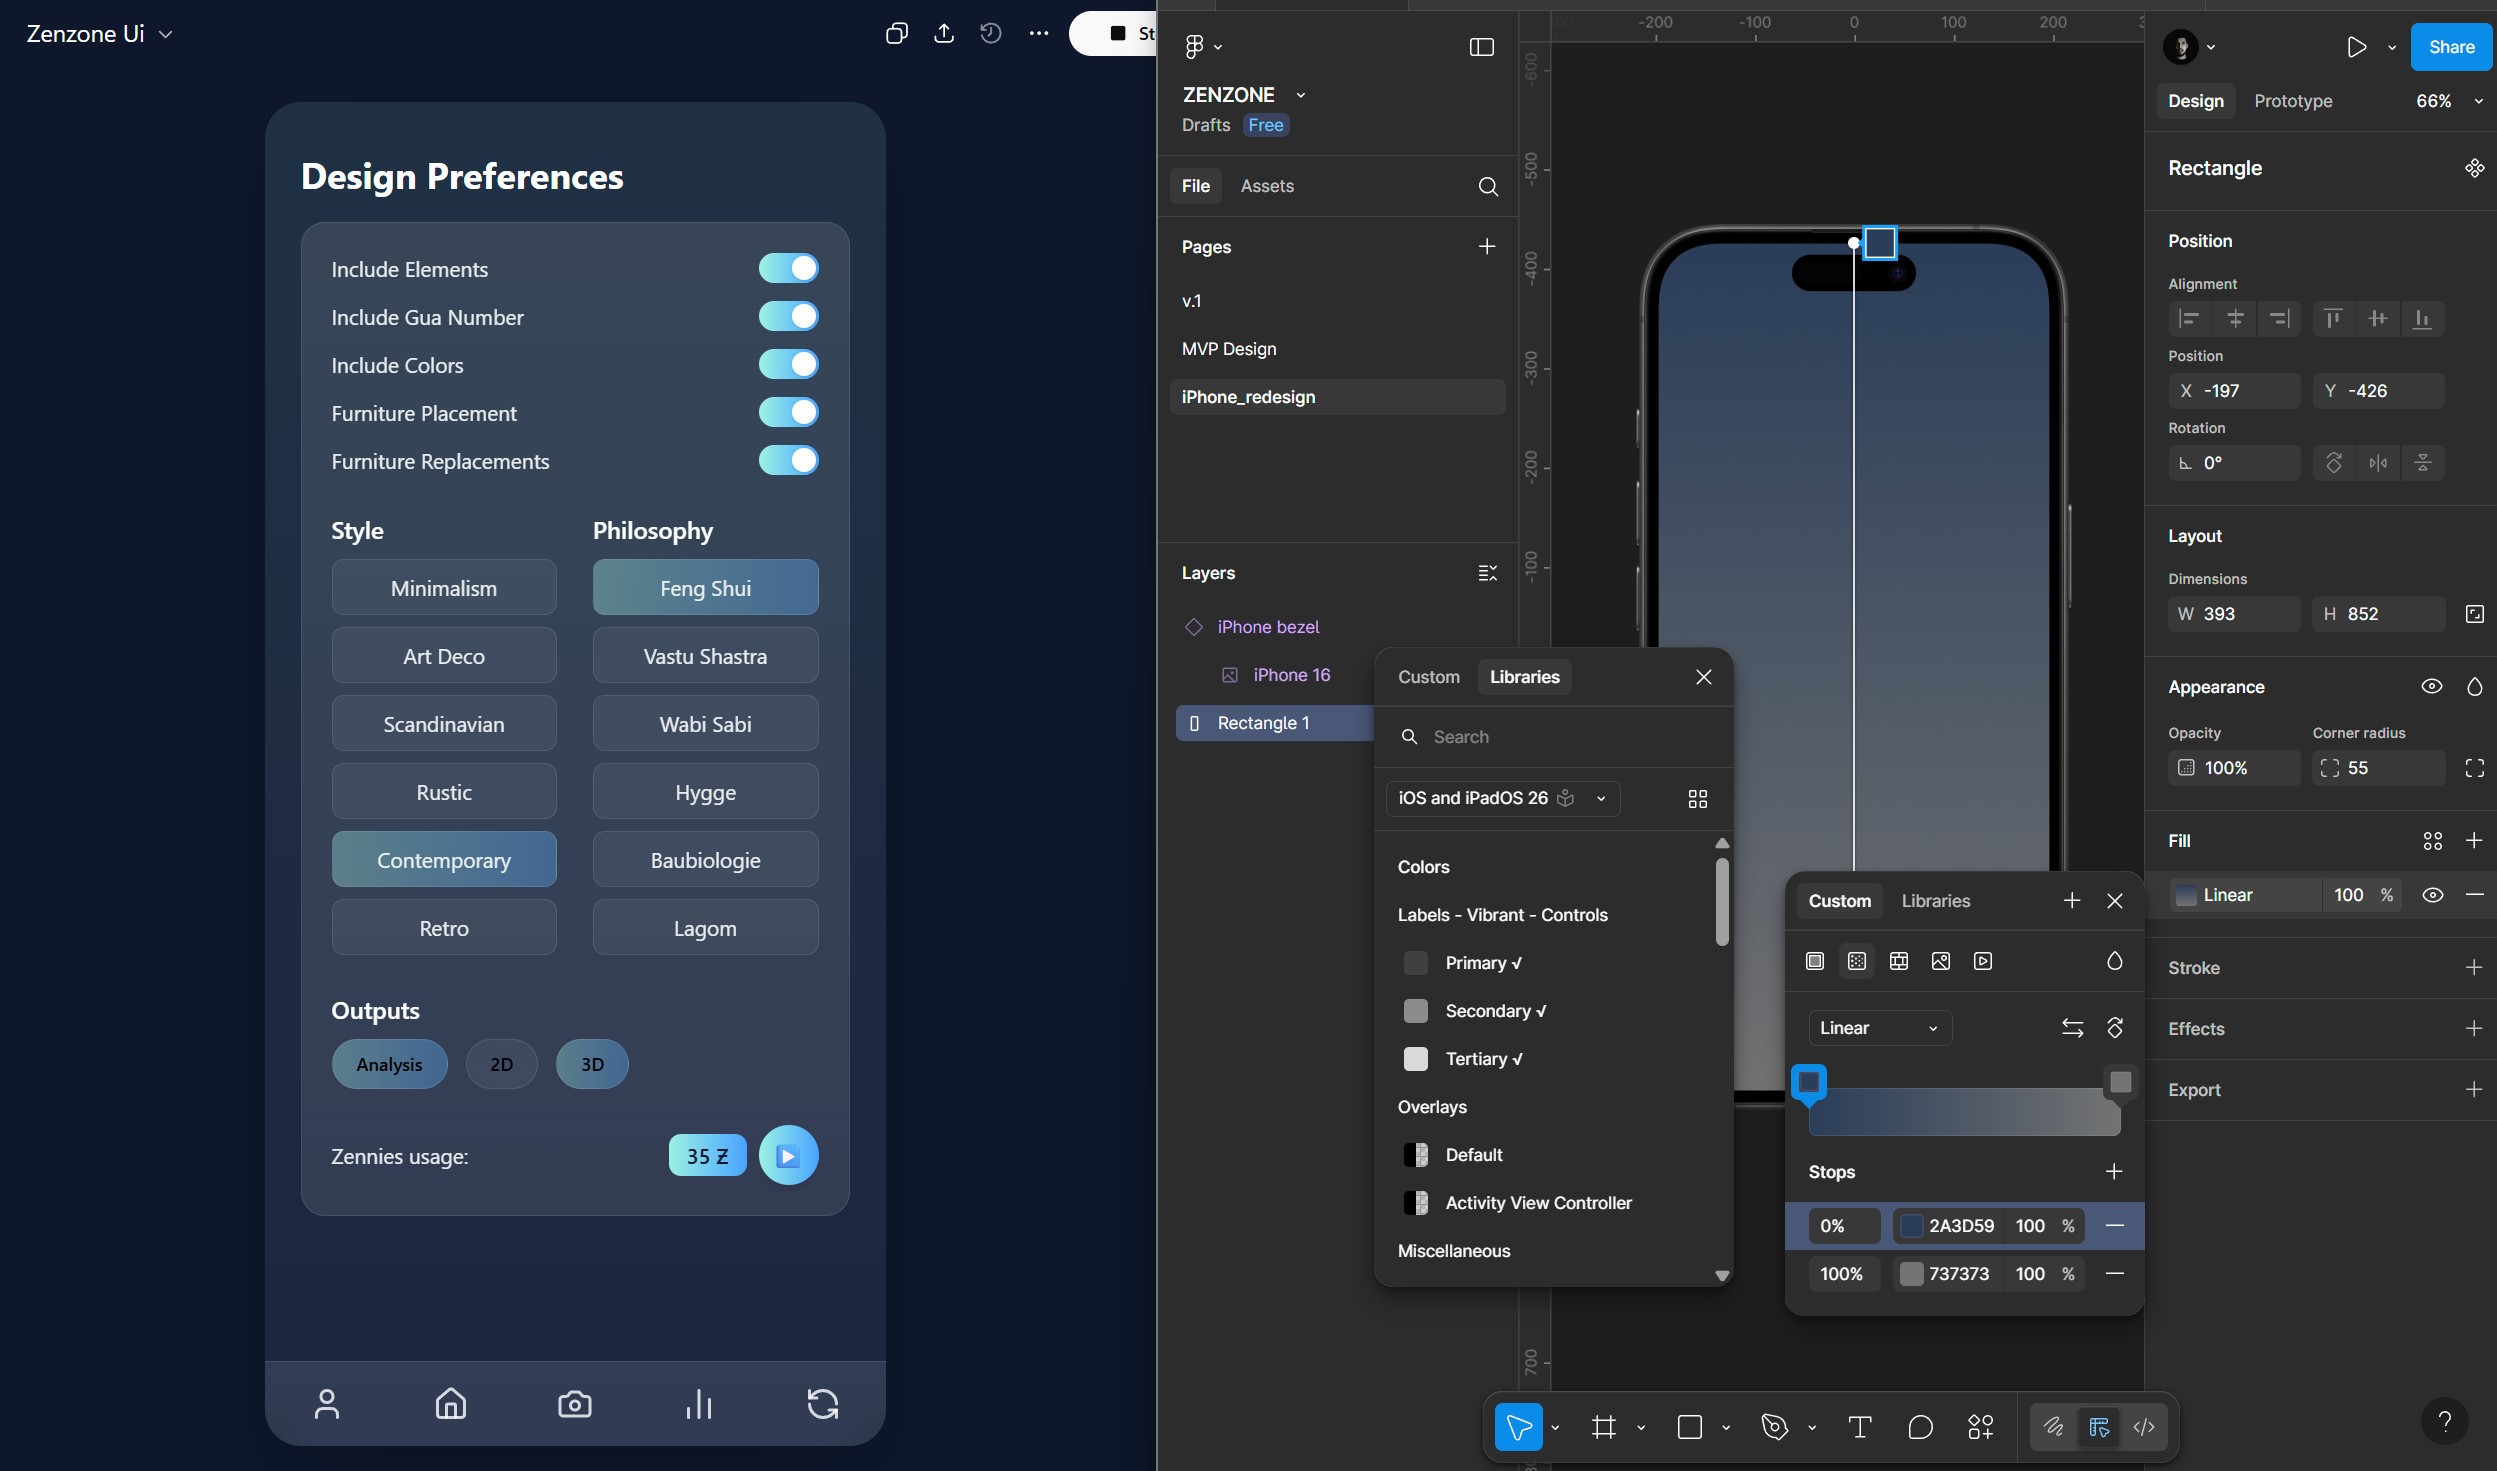 Zenzone Ui
St
Design Preferences
Include Elements
Include Gua Number
Include Colors
Furniture Placement
Furniture Replacements
Style
Philosophy
Minimalism
Feng Shui
Art Deco
Vastu Shastra
Scandinavian
Wabi Sabi
Rustic
Hygge
Contemporary
Baubiologie
Retro
Lagom
Outputs
Analysis
2D
3D
Zennies usage:
35 Ƶ
ZENZONE
Drafts
Free
File
Assets
Pages
v.1
MVP Design
iPhone_redesign
Layers
iPhone bezel
iPhone 16
Rectangle 1
-200
-100
0
100
200
-600
-500
-400
-300
-200
-100
700
Custom
Libraries
Search
iOS and iPadOS 26
Colors
Labels - Vibrant - Controls
Primary √
Secondary √
Tertiary √
Overlays
Default
Activity View Controller
Miscellaneous
Custom
Libraries
Linear
Stops
0%
2A3D59
100 %
100%
737373
100 %
Share
Design
Prototype
66%
Rectangle
Position
Alignment
Position
X -197
Y -426
Rotation
0°
Layout
Dimensions
W 393
H 852
Appearance
Opacity
Corner radius
100%
55
Fill
Linear
100 %
Stroke
Effects
Export
?